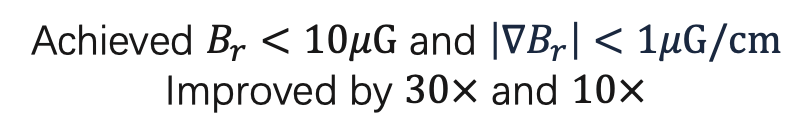 Achieved B_r < 10μG and |∇B_r| < 1μG/cm
Improved by 30× and 10×